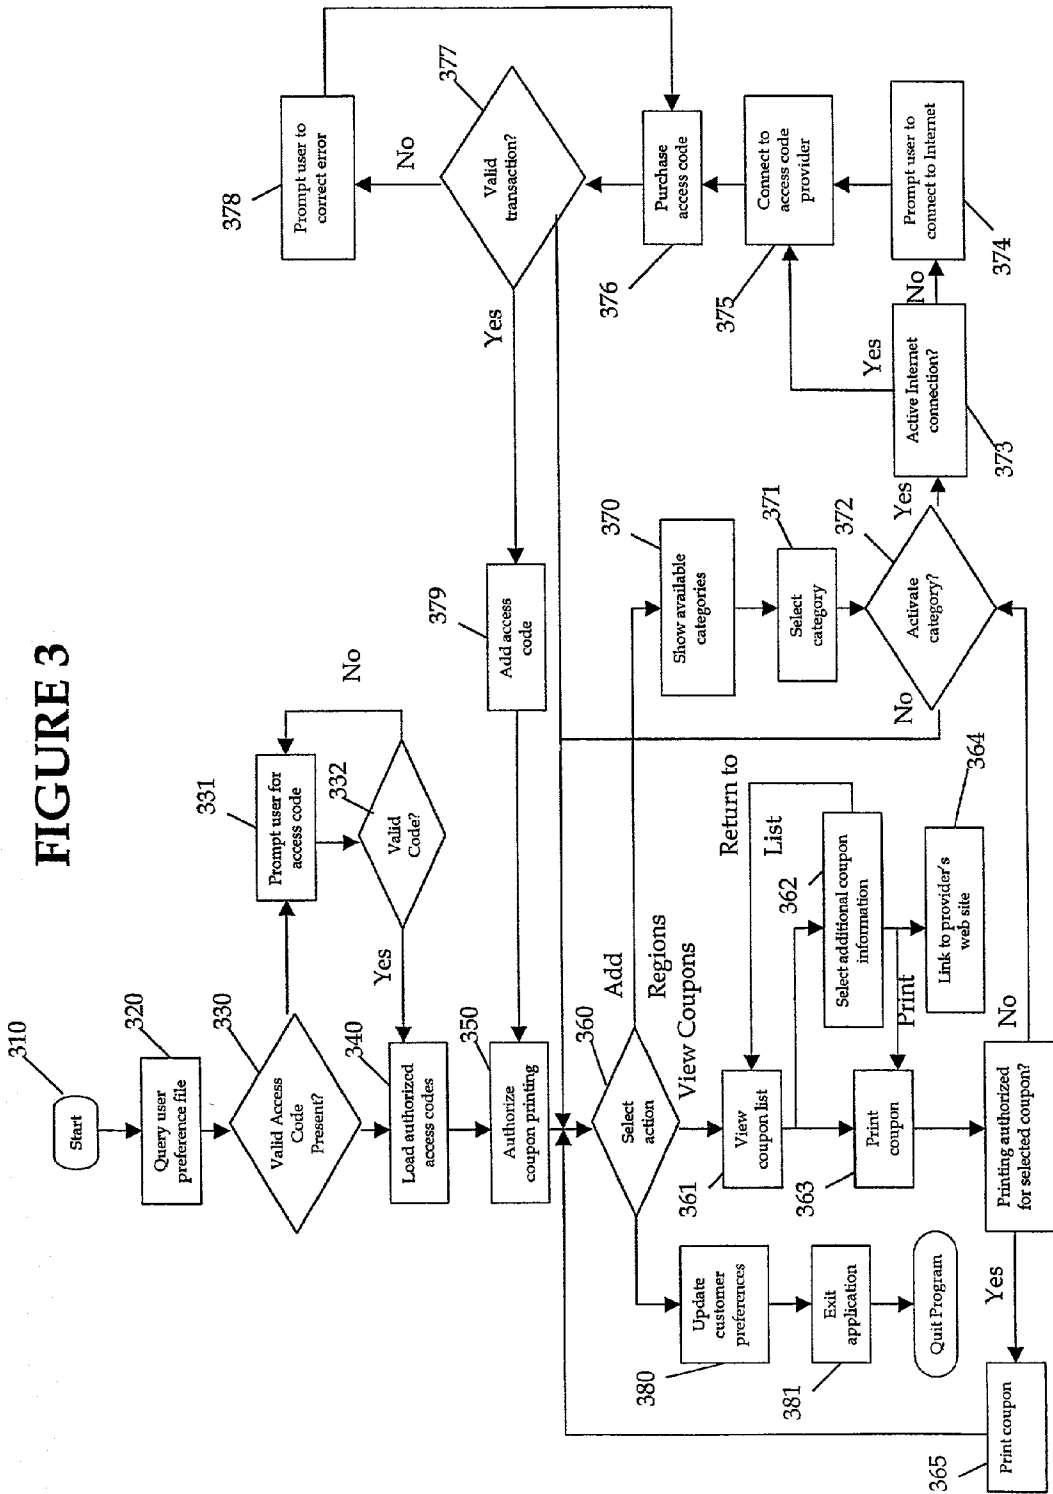 FIGURE 3
310
Start
320
Query user
preference file
330
Valid Access
Code
Present?
331
Prompt user for
access code
332
Valid
Code?
No
Yes
340
Load authorized
access codes
350
Authorize
coupon printing
360
Select
action
Add
Regions
View Coupons
361
View
coupon list
Return to
List
362
Select additional coupon
information
363
Print
coupon
Print
364
Link to provider's
web site
Printing authorized
for selected coupon?
No
Yes
365
Print coupon
370
Show available
categories
371
Select
category
372
Activate
category?
No
Yes
373
Active Internet
connection?
Yes
No
374
Prompt user to
connect to Internet
375
Connect to
access code
provider
376
Purchase
access code
377
Valid
transaction?
No
Yes
378
Prompt user to
correct error
379
Add access
code
380
Update
customer
preferences
381
Exit
application
Quit Program